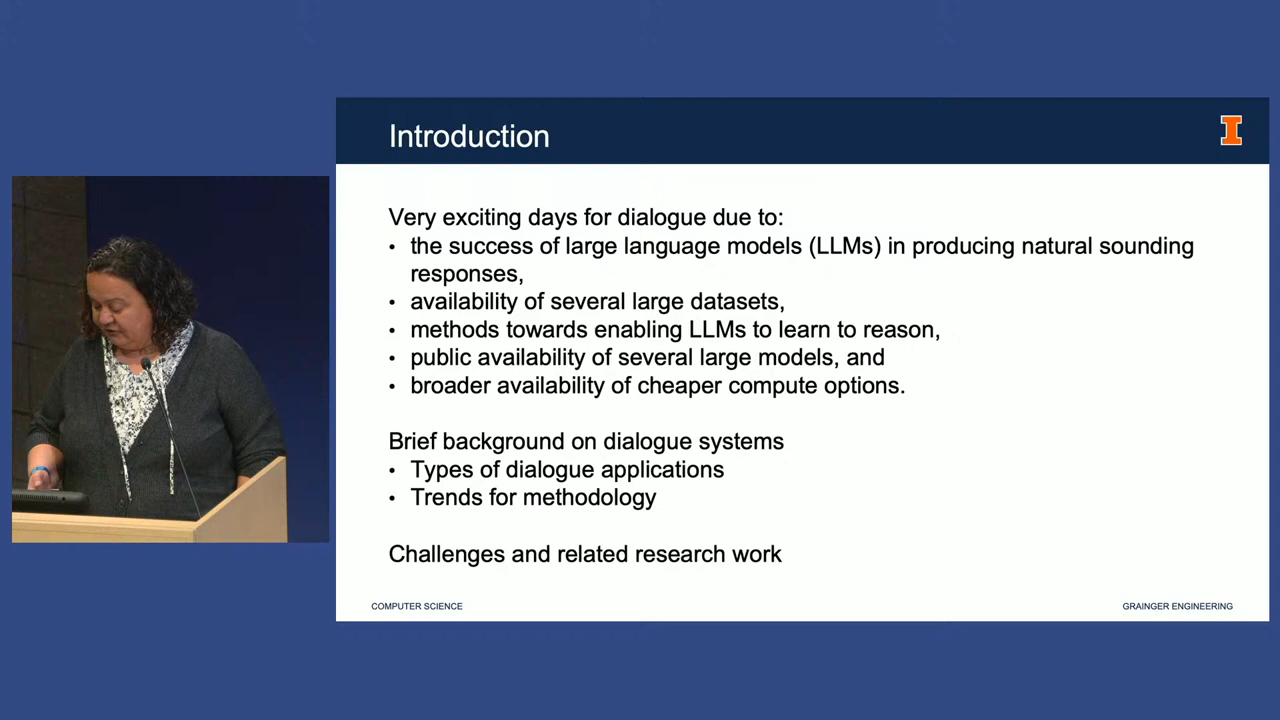 Introduction
I
Very exciting days for dialogue due to:
• the success of large language models (LLMs) in producing natural sounding
responses,
• availability of several large datasets,
• methods towards enabling LLMs to learn to reason,
• public availability of several large models, and
• broader availability of cheaper compute options.
Brief background on dialogue systems
• Types of dialogue applications
• Trends for methodology
Challenges and related research work
COMPUTER SCIENCE
GRAINGER ENGINEERING